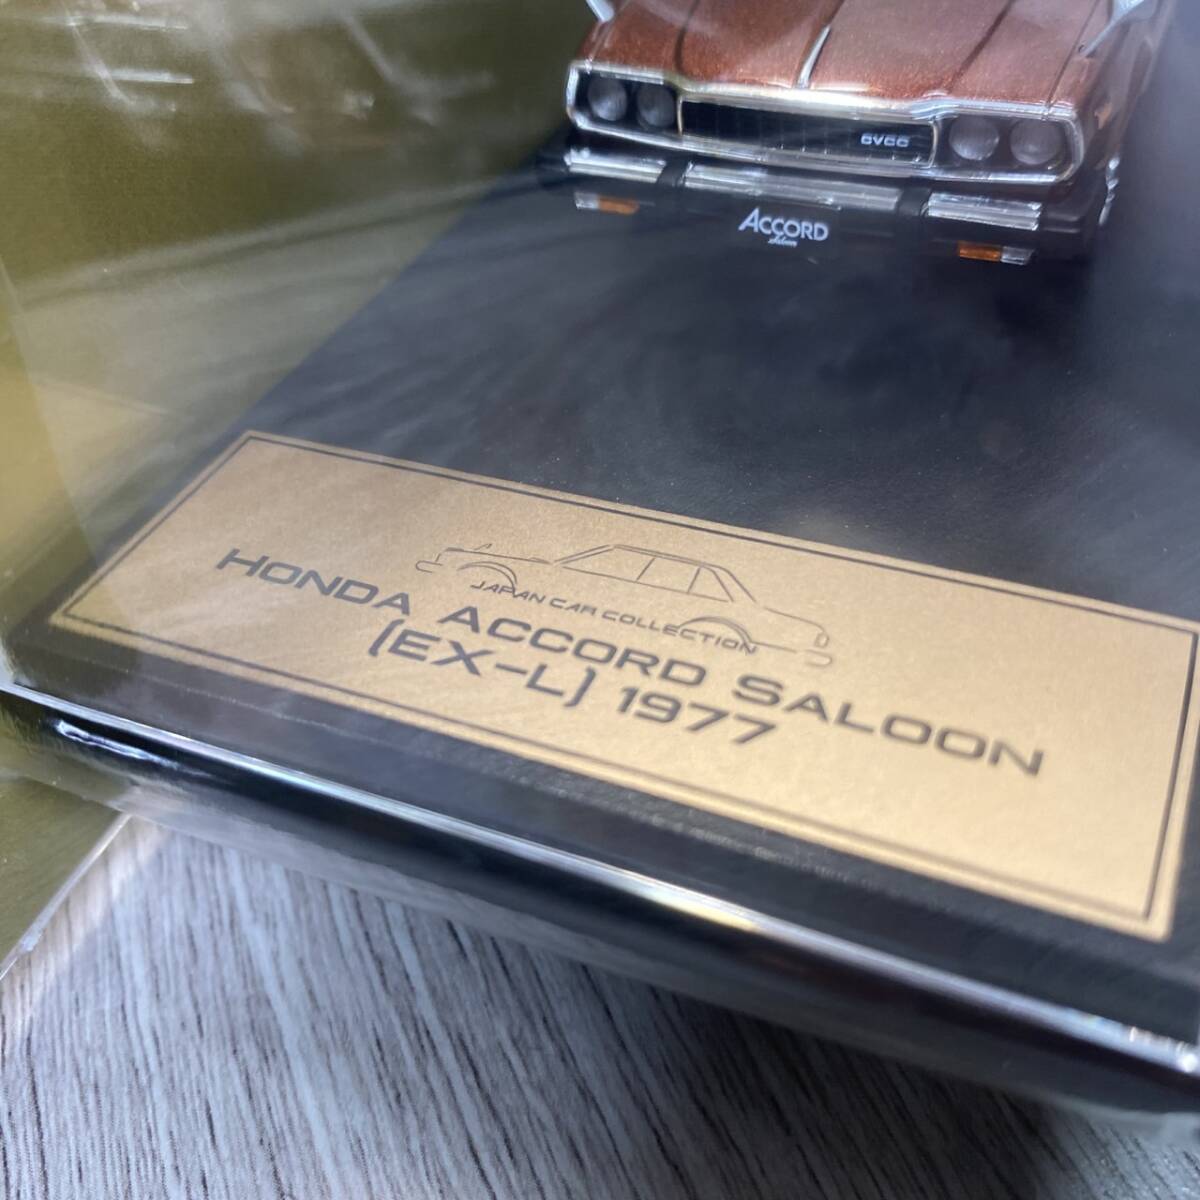 CVCC
ACCORD
Saloon
JAPAN CAR COLLECTION
HONDA ACCORD SALOON
(EX-L) 1977